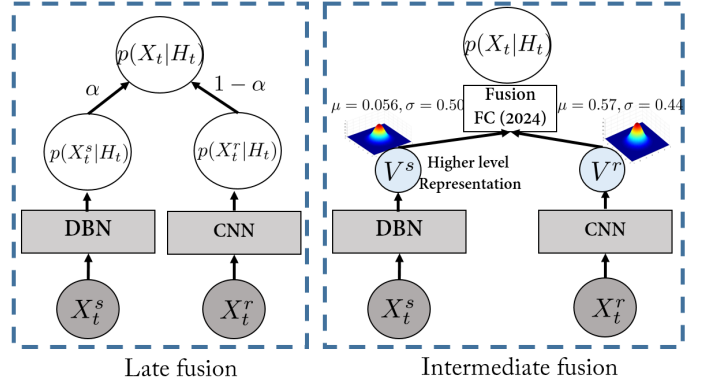 p(X_t|H_t)
α
1 − α
p(X_t^s|H_t)
p(X_t^r|H_t)
DBN
CNN
X_t^s
X_t^r
Late fusion
p(X_t|H_t)
μ = 0.056, σ = 0.50
Fusion
FC (2024)
μ = 0.57, σ = 0.44
V^s
Higher level
Representation
V^r
DBN
CNN
X_t^s
X_t^r
Intermediate fusion